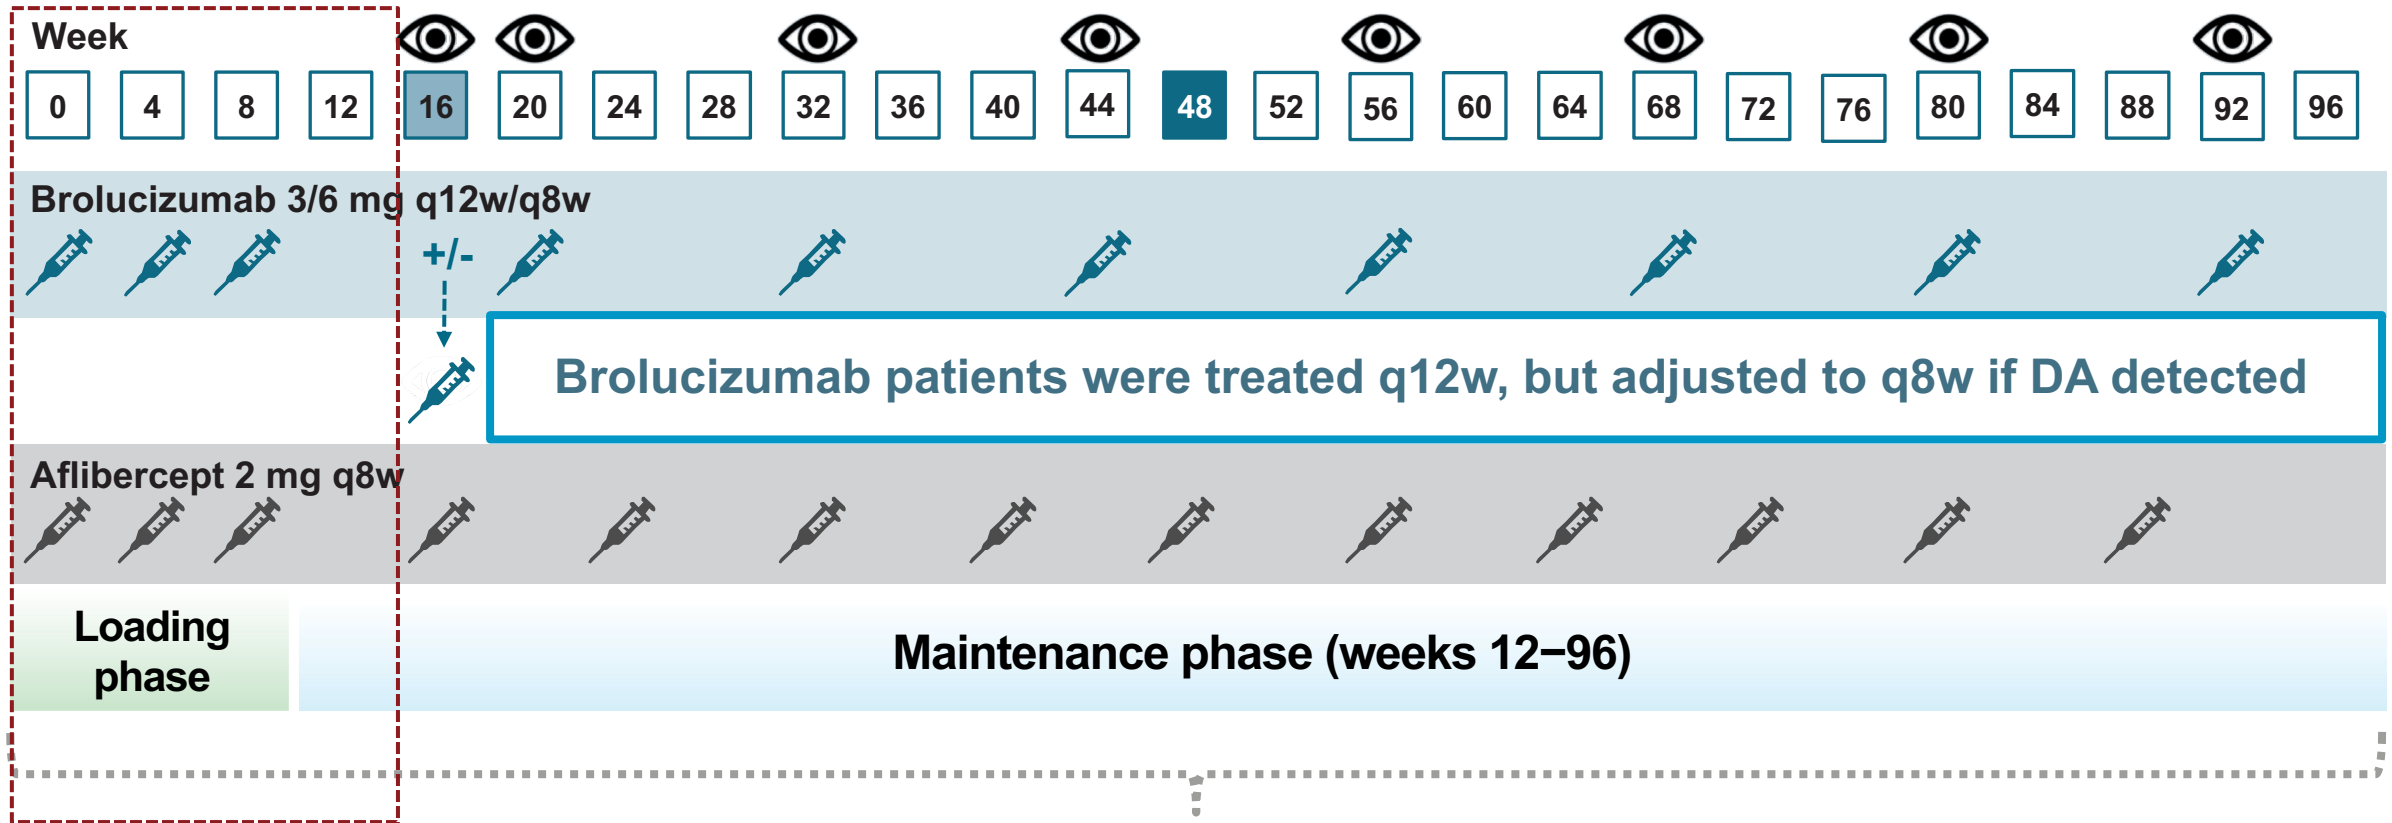 Week
0 4 8 12 16 20 24 28 32 36 40 44 48 52 56 60 64 68 72 76 80 84 88 92 96
Brolucizumab 3/6 mg q12w/q8w
+/-
Brolucizumab patients were treated q12w, but adjusted to q8w if DA detected
Aflibercept 2 mg q8w
Loading
phase
Maintenance phase (weeks 12–96)